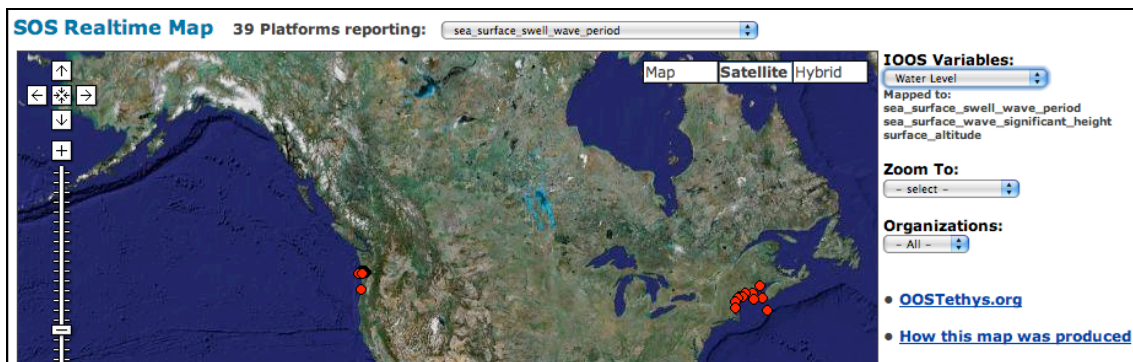 SOS Realtime Map 39 Platforms reporting: sea_surface_swell_wave_period
Map Satellite Hybrid
IOOS Variables:
Water Level
Mapped to:
sea_surface_swell_wave_period
sea_surface_wave_significant_height
surface_altitude
Zoom To:
- select -
Organizations:
- All -
OOSTethys.org
How this map was produced